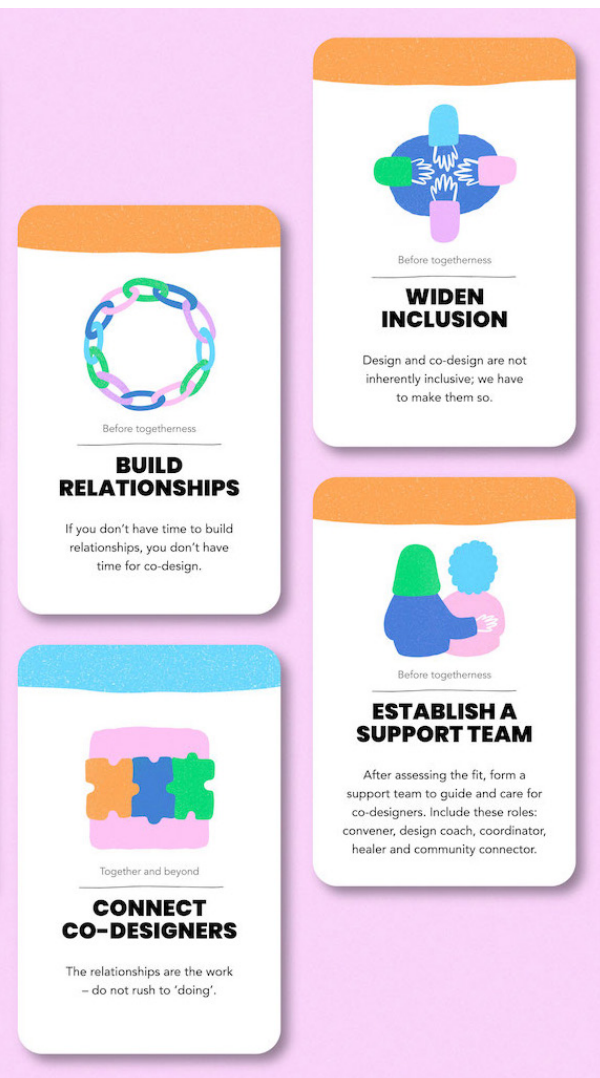 Before togetherness
WIDEN
INCLUSION
Design and co-design are not
inherently inclusive; we have
to make them so.
Before togetherness
BUILD
RELATIONSHIPS
If you don’t have time to build
relationships, you don’t have
time for co-design.
Before togetherness
ESTABLISH A
SUPPORT TEAM
After assessing the fit, form a
support team to guide and care for
co-designers. Include these roles:
convener, design coach, coordinator,
healer and community connector.
Together and beyond
CONNECT
CO-DESIGNERS
The relationships are the work
– do not rush to ‘doing’.